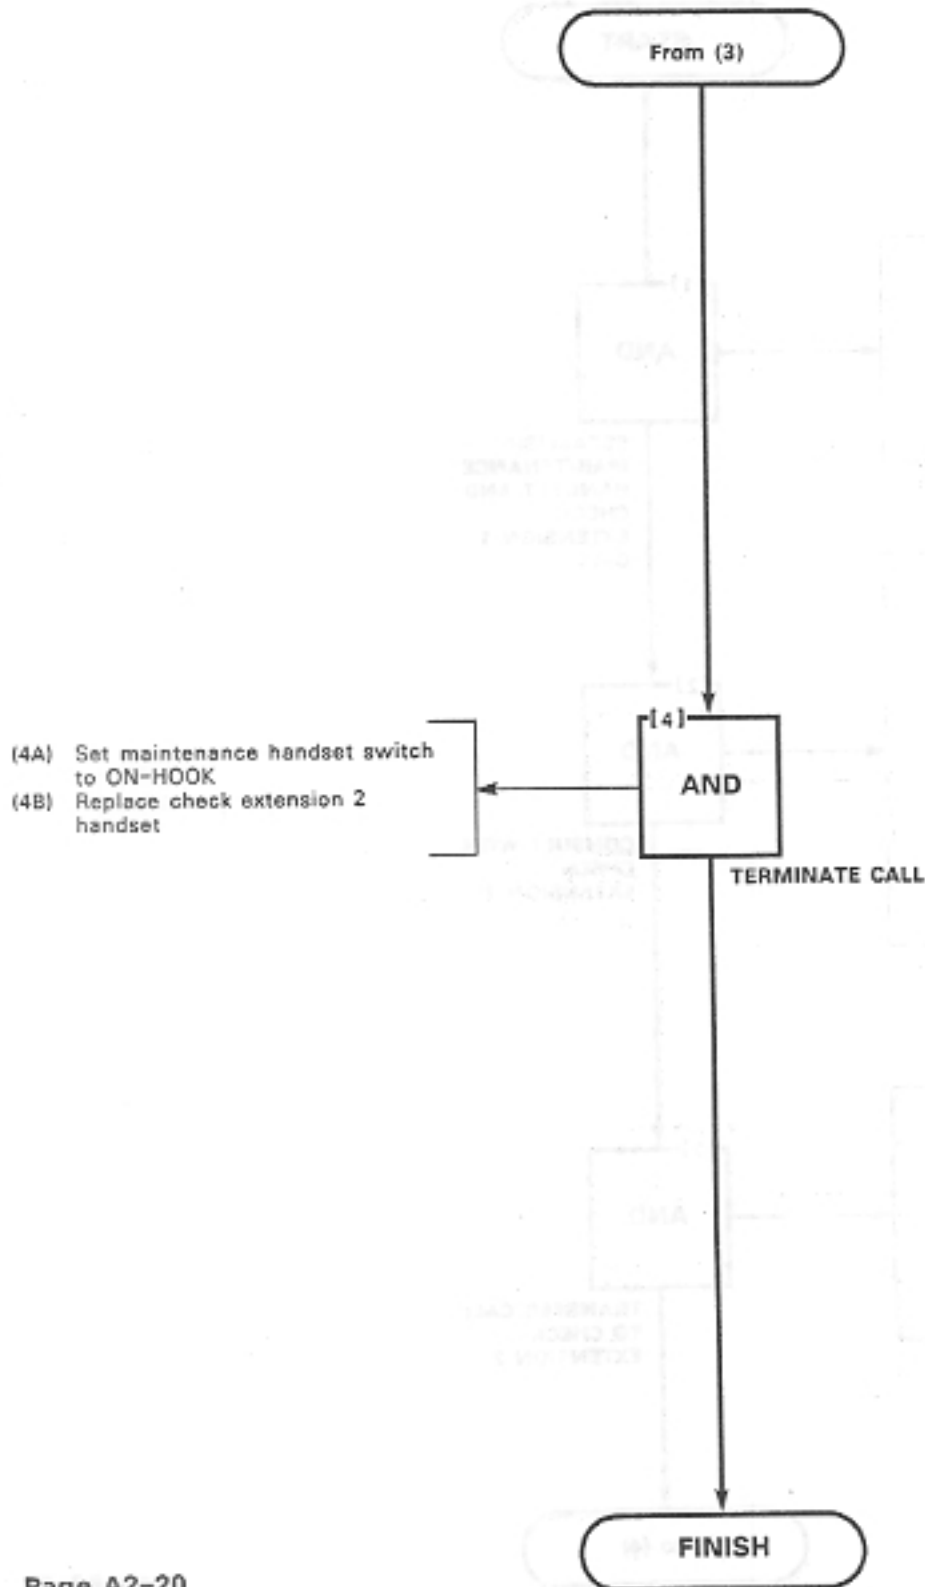 From (3)
[4]
(4A) Set maintenance handset switch
to ON-HOOK
(4B) Replace check extension 2
handset
AND
TERMINATE CALL
FINISH
Page A2-20